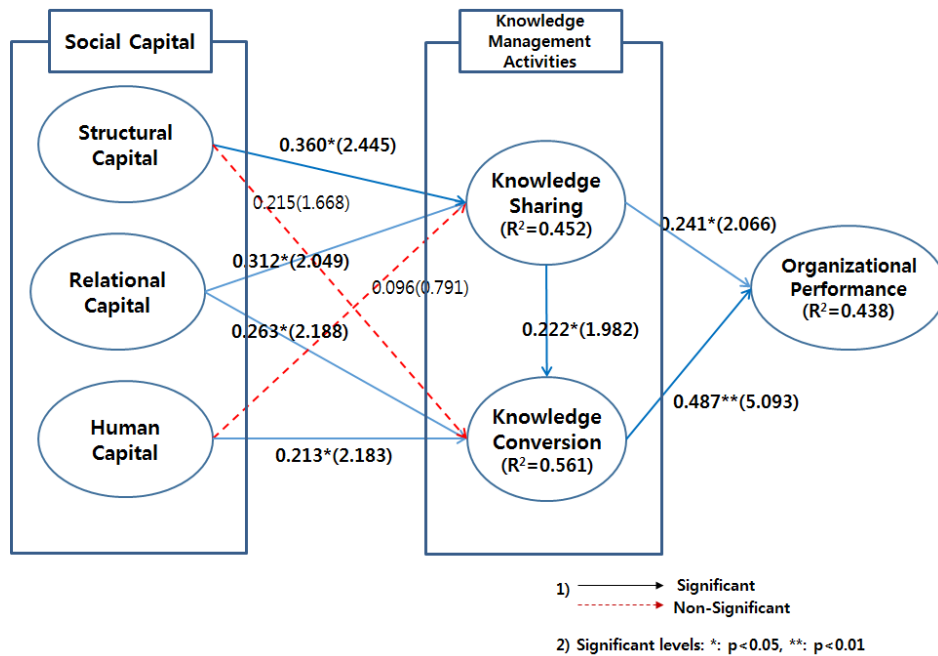 Social Capital
Knowledge
Management
Activities
Structural
Capital
0.360*(2.445)
0.215(1.668)
Knowledge
Sharing
(R²=0.452)
0.241*(2.066)
Relational
Capital
0.312*(2.049)
0.096(0.791)
Organizational
Performance
(R²=0.438)
0.263*(2.188)
0.222*(1.982)
Human
Capital
0.213*(2.183)
Knowledge
Conversion
(R²=0.561)
0.487**(5.093)
1) Significant
Non-Significant
2) Significant levels: *: p<0.05, **: p<0.01